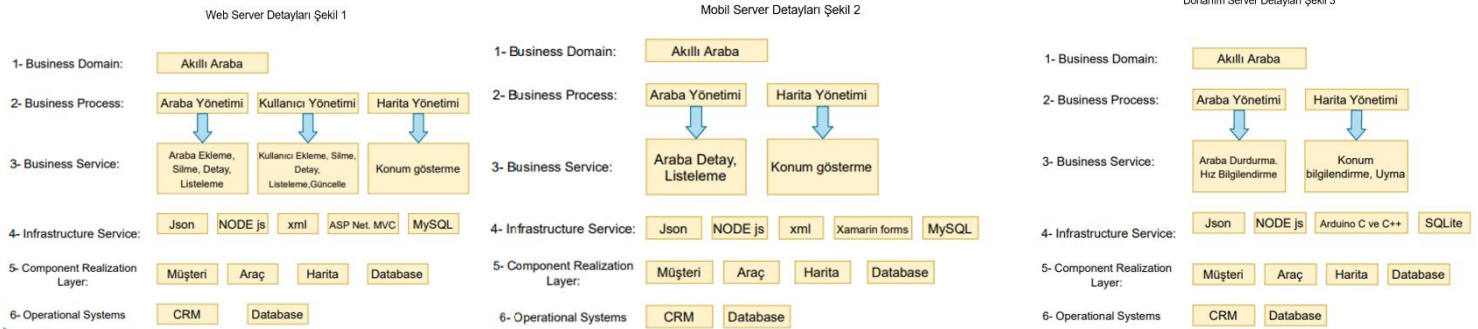 Web Server Detayları Şekil 1
1- Business Domain:
Akıllı Araba
2- Business Process:
Araba Yönetimi
Kullanıcı Yönetimi
Harita Yönetimi
3- Business Service:
Araba Ekleme,
Silme, Detay,
Listeleme
Kullanıcı Ekleme, Silme,
Detay,
Listeleme,Güncelle
Konum gösterme
4- Infrastructure Service:
Json
NODE js
xml
ASP Net. MVC
MySQL
5- Component Realization
Layer:
Müşteri
Araç
Harita
Database
6- Operational Systems
CRM
Database
Mobil Server Detayları Şekil 2
1- Business Domain:
Akıllı Araba
2- Business Process:
Araba Yönetimi
Harita Yönetimi
3- Business Service:
Araba Detay,
Listeleme
Konum gösterme
4- Infrastructure Service:
Json
NODE js
xml
Xamarin forms
MySQL
5- Component Realization
Layer:
Müşteri
Araç
Harita
Database
6- Operational Systems
CRM
Database
Donanım Server Detayları Şekil 3
1- Business Domain:
Akıllı Araba
2- Business Process:
Araba Yönetimi
Harita Yönetimi
3- Business Service:
Araba Durdurma.
Hız Bilgilendirme
Konum
bilgilendirme, Uyma
4- Infrastructure Service:
Json
NODE js
Arduino C ve C++
SQLite
5- Component Realization
Layer:
Müşteri
Araç
Harita
Database
6- Operational Systems
CRM
Database